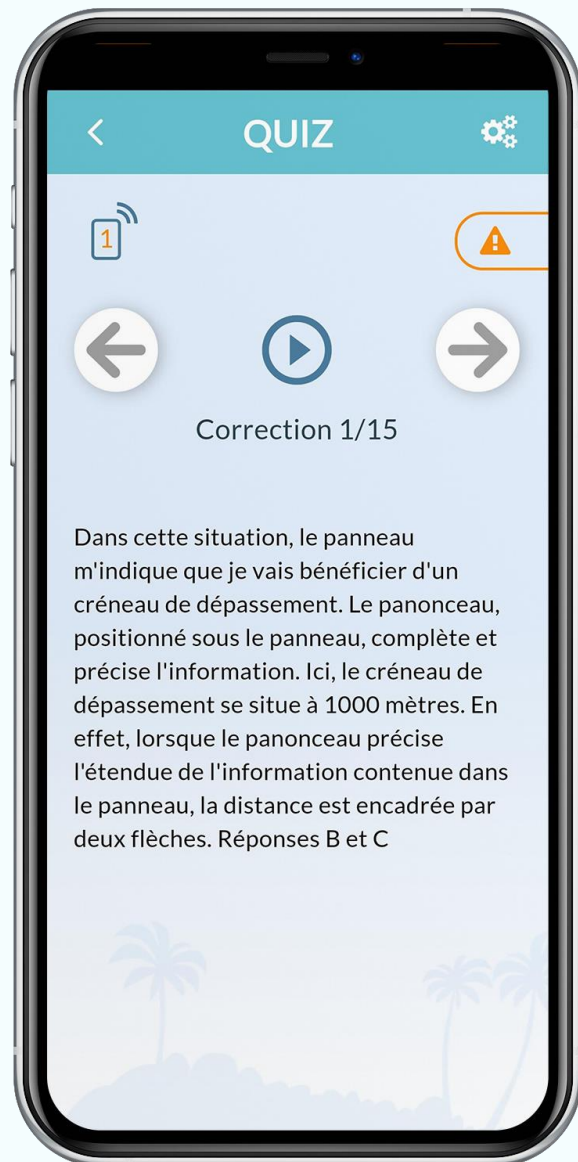 QUIZ
1
Correction 1/15
Dans cette situation, le panneau
m'indique que je vais bénéficier d'un
créneau de dépassement. Le panonceau,
positionné sous le panneau, complète et
précise l'information. Ici, le créneau de
dépassement se situe à 1000 mètres. En
effet, lorsque le panonceau précise
l'étendue de l'information contenue dans
le panneau, la distance est encadrée par
deux flèches. Réponses B et C